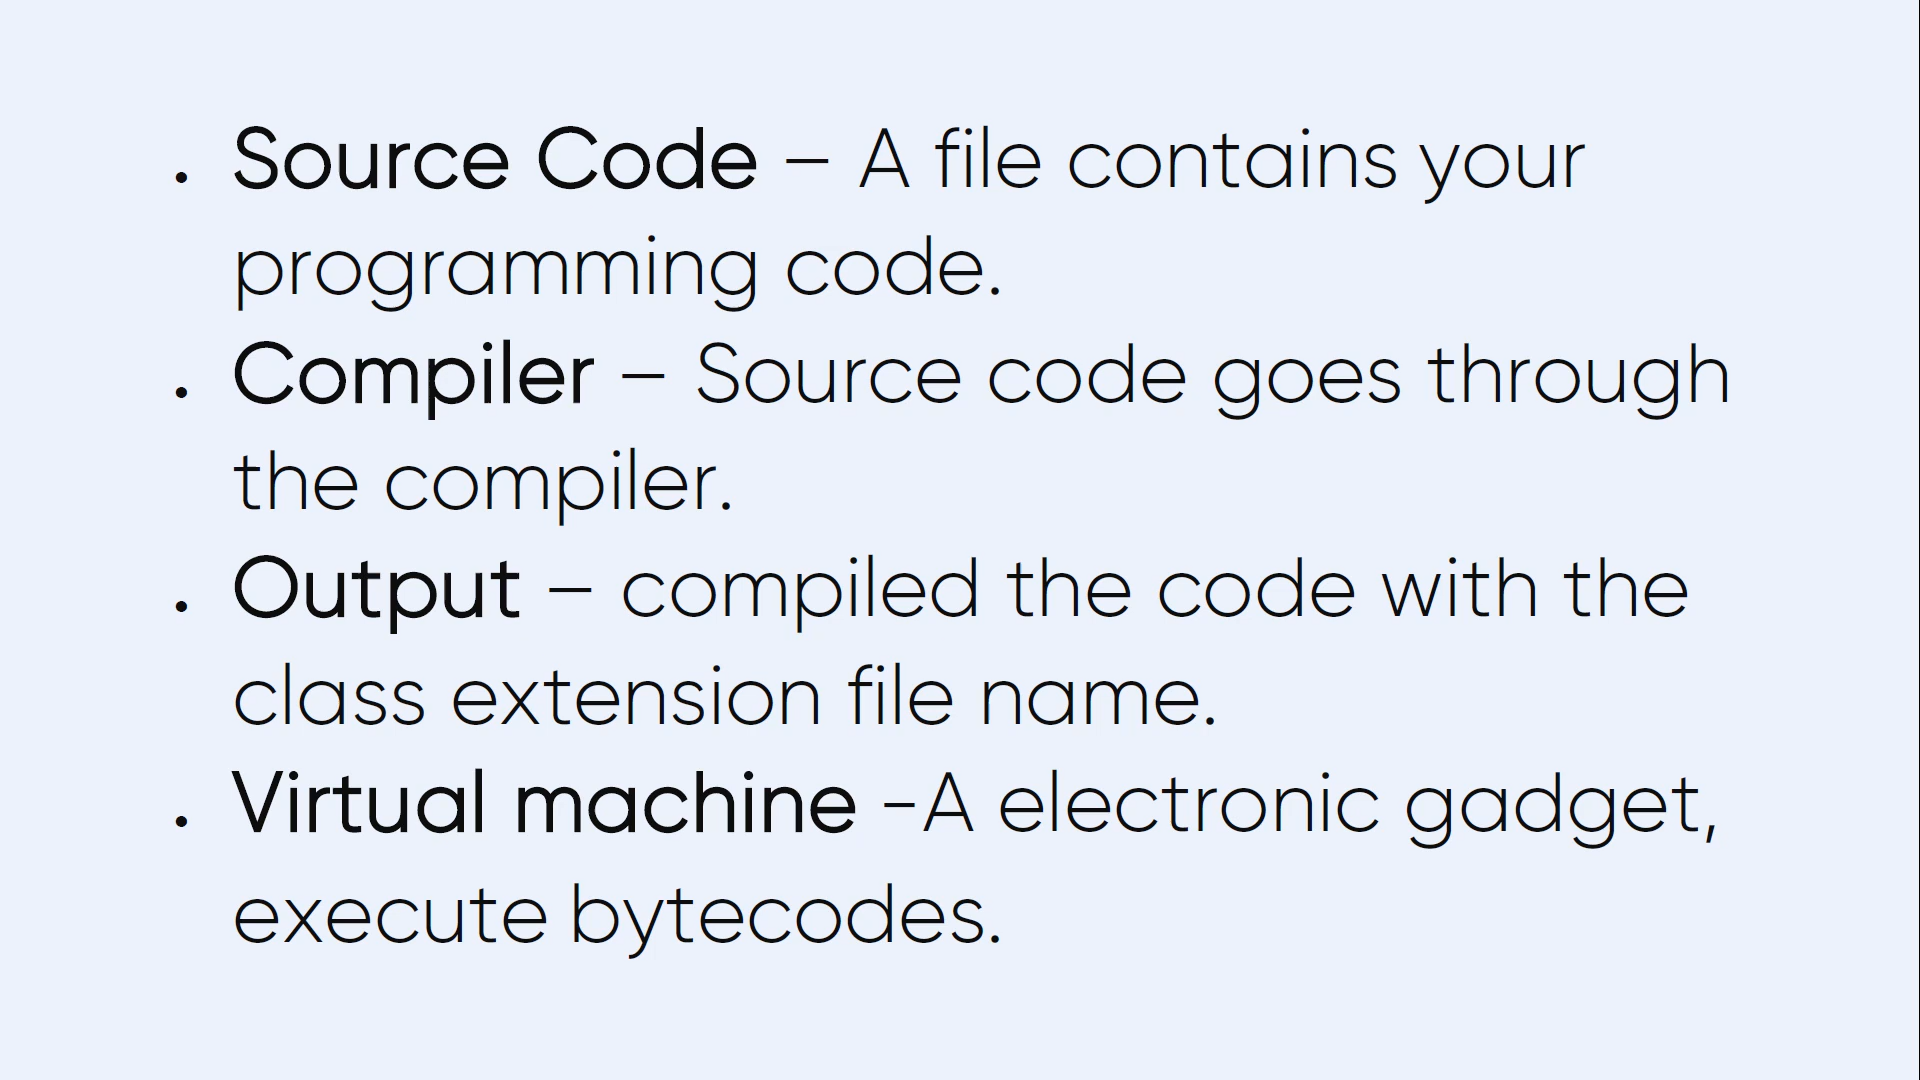 • Source Code – A file contains your
programming code.
• Compiler – Source code goes through
the compiler.
• Output – compiled the code with the
class extension file name.
• Virtual machine -A electronic gadget,
execute bytecodes.